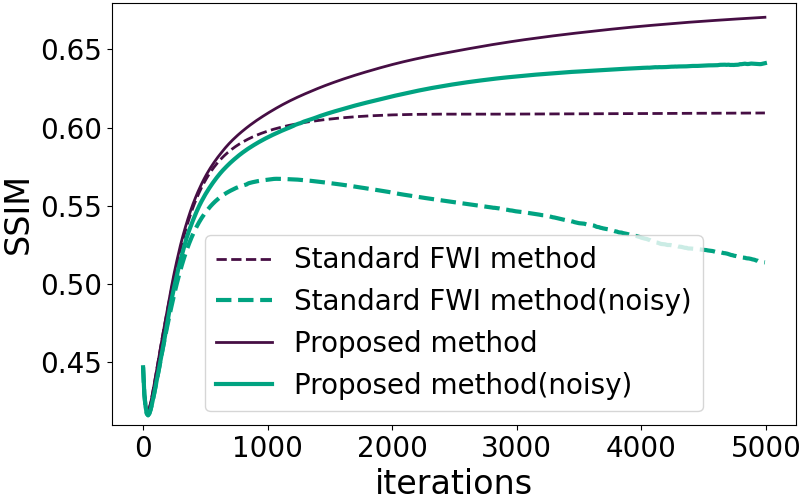 0.65
0.60
0.55
0.50
0.45
SSIM
Standard FWI method
Standard FWI method(noisy)
Proposed method
Proposed method(noisy)
0 1000 2000 3000 4000 5000
iterations